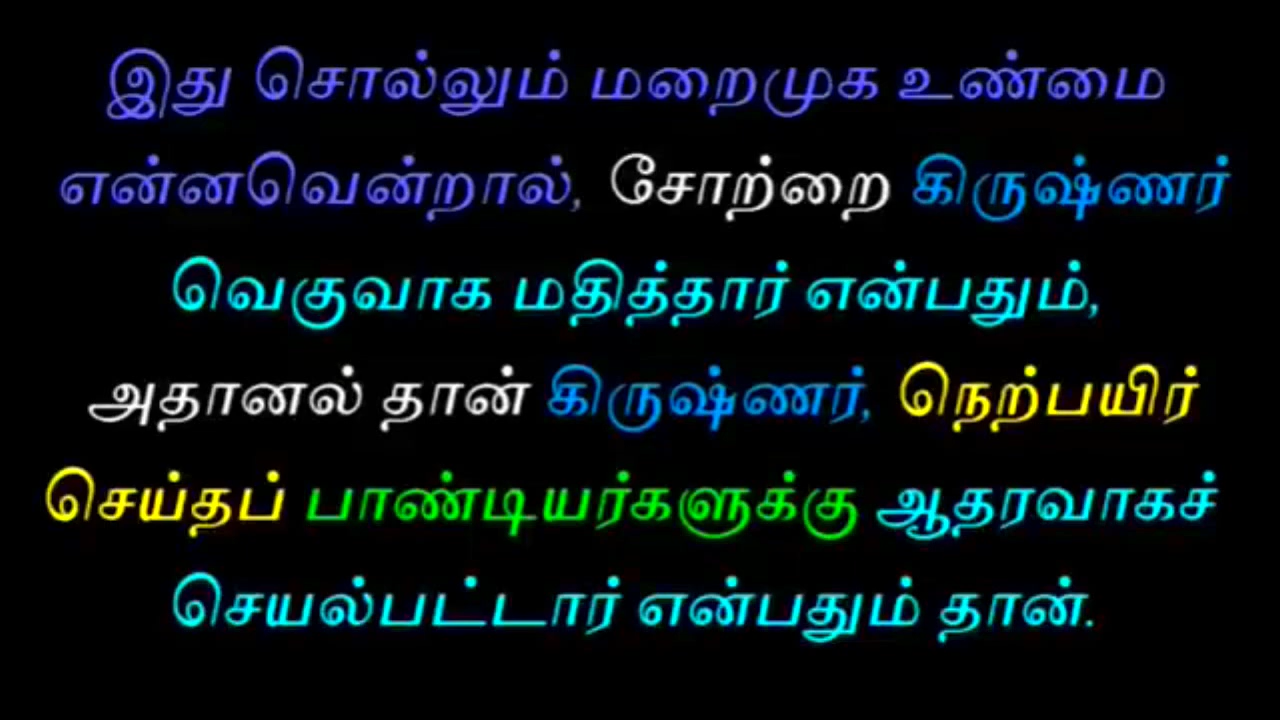 இது சொல்லும் மறைமுக உண்மை
என்னவென்றால், சோற்றை கிருஷ்ணர்
வெகுவாக மதித்தார் என்பதும்,
அதானல் தான் கிருஷ்ணர், நெற்பயிர்
செய்தப் பாண்டியர்களுக்கு ஆதரவாகச்
செயல்பட்டார் என்பதும் தான்.